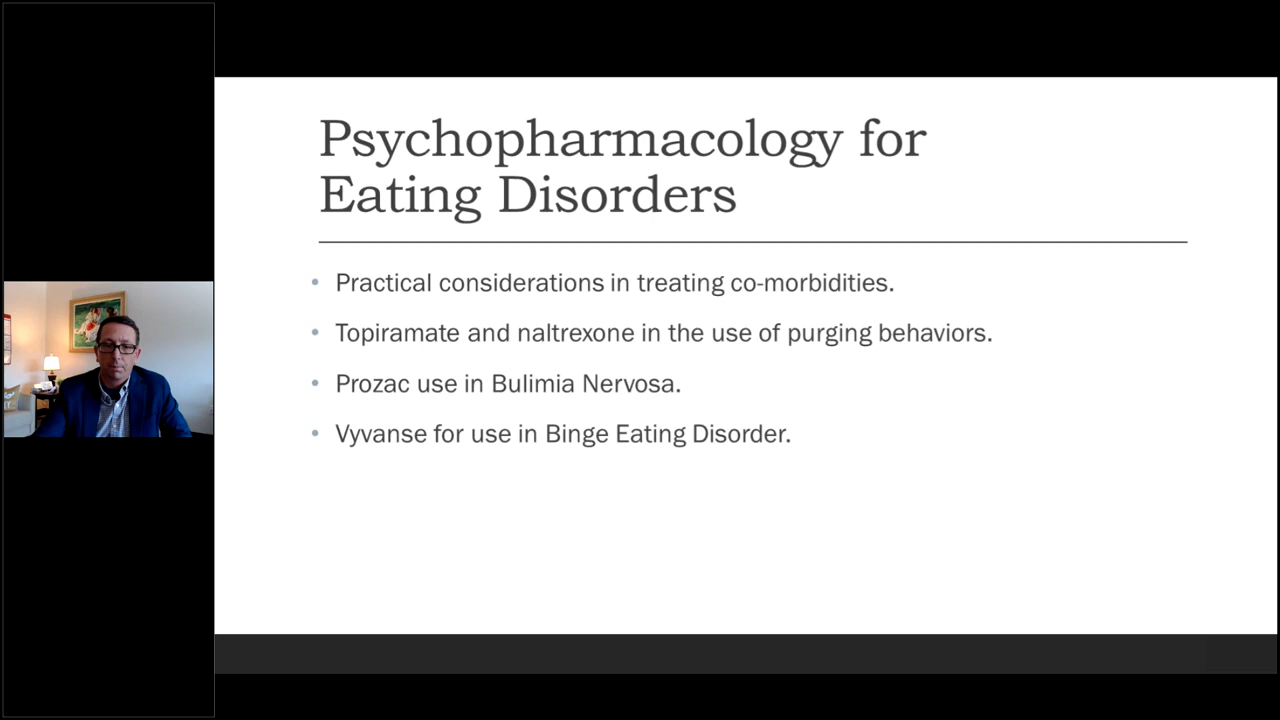 Psychopharmacology for
Eating Disorders
• Practical considerations in treating co-morbidities.
• Topiramate and naltrexone in the use of purging behaviors.
• Prozac use in Bulimia Nervosa.
• Vyvanse for use in Binge Eating Disorder.